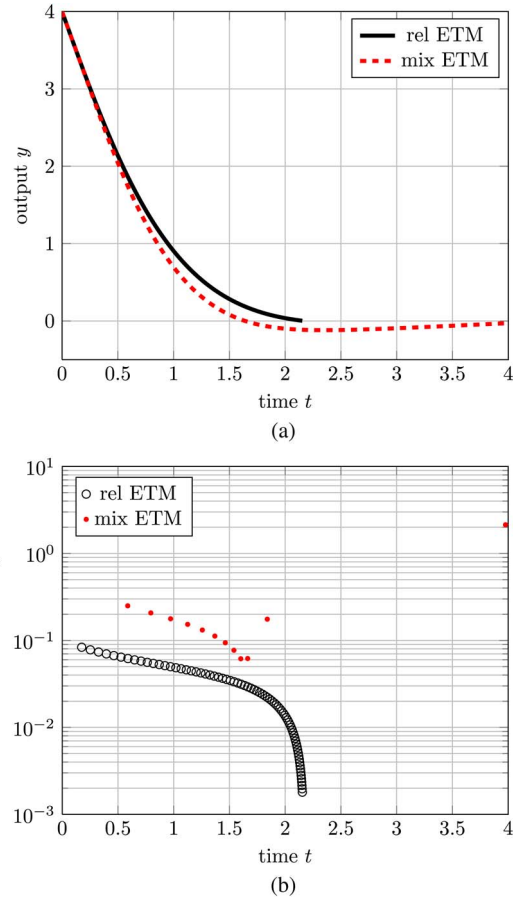 4
3
2
1
0
output y
rel ETM
mix ETM
0 0.5 1 1.5 2 2.5 3 3.5 4
time t
(a)
10^1
10^0
10^-1
10^-2
10^-3
rel ETM
mix ETM
0 0.5 1 1.5 2 2.5 3 3.5 4
time t
(b)